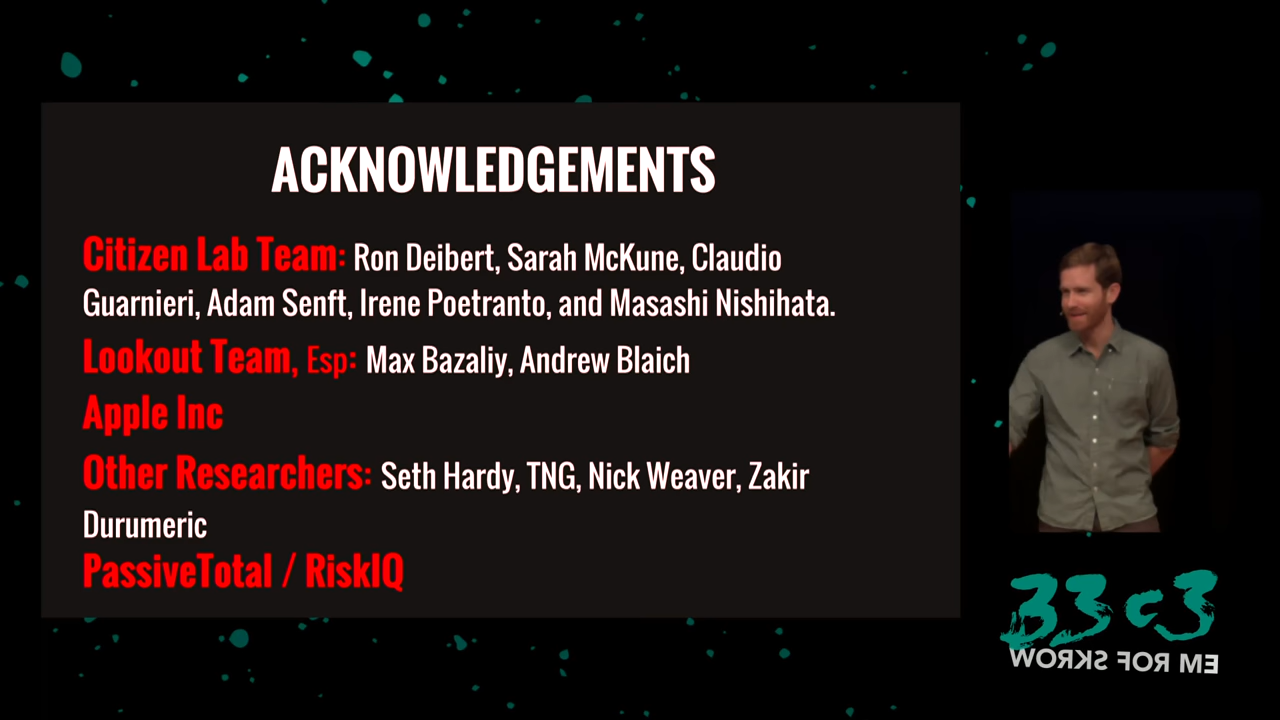 ACKNOWLEDGEMENTS
Citizen Lab Team: Ron Deibert, Sarah McKune, Claudio
Guarnieri, Adam Senft, Irene Poetranto, and Masashi Nishihata.
Lookout Team, Esp: Max Bazaliy, Andrew Blaich
Apple Inc
Other Researchers: Seth Hardy, TNG, Nick Weaver, Zakir
Durumeric
PassiveTotal / RiskIQ
33c3
WORKS FOR ME